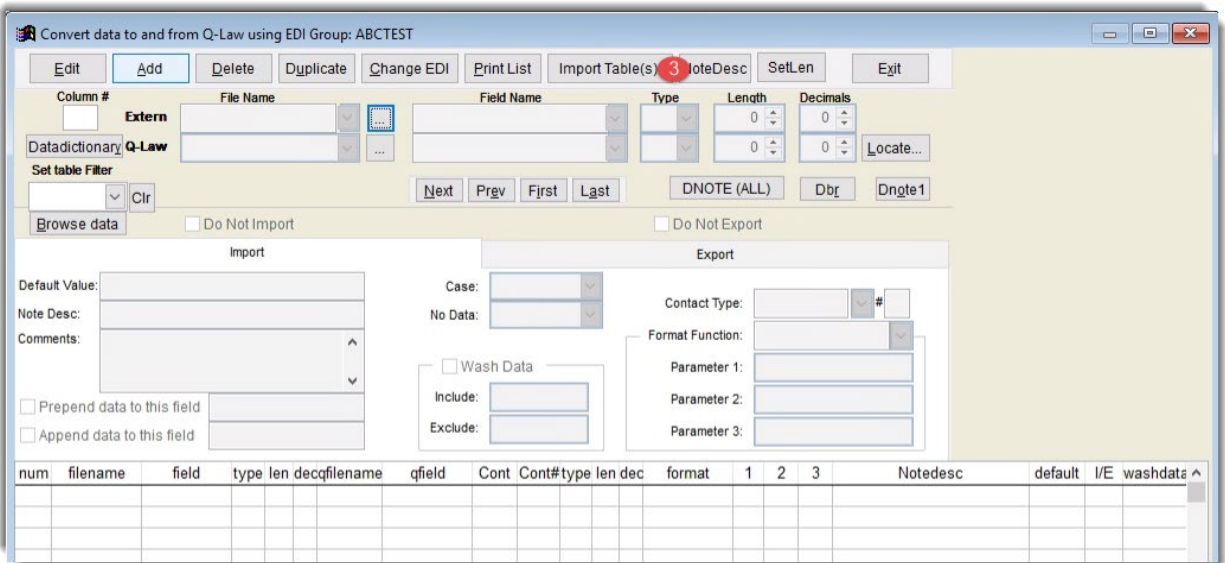 Convert data to and from Q-Law using EDI Group: ABCTEST
Edit Add Delete Duplicate Change EDI Print List Import Table(s) 3 NoteDesc SetLen Exit
Column # File Name Field Name Type Length Decimals
Extern ... 0 0
Datadictionary Q-Law ... 0 0 Locate...
Set table Filter
Clr Next Prev First Last DNOTE (ALL) Dbr Dnote1
Browse data Do Not Import Do Not Export
Import Export
Default Value: Case: Contact Type: #
Note Desc: No Data:
Comments: Format Function:
Wash Data Parameter 1:
Prepend data to this field Include: Parameter 2:
Append data to this field Exclude: Parameter 3:
num filename field type len dec qfilename qfield Cont Cont# type len dec format 1 2 3 Notedesc default I/E washdata